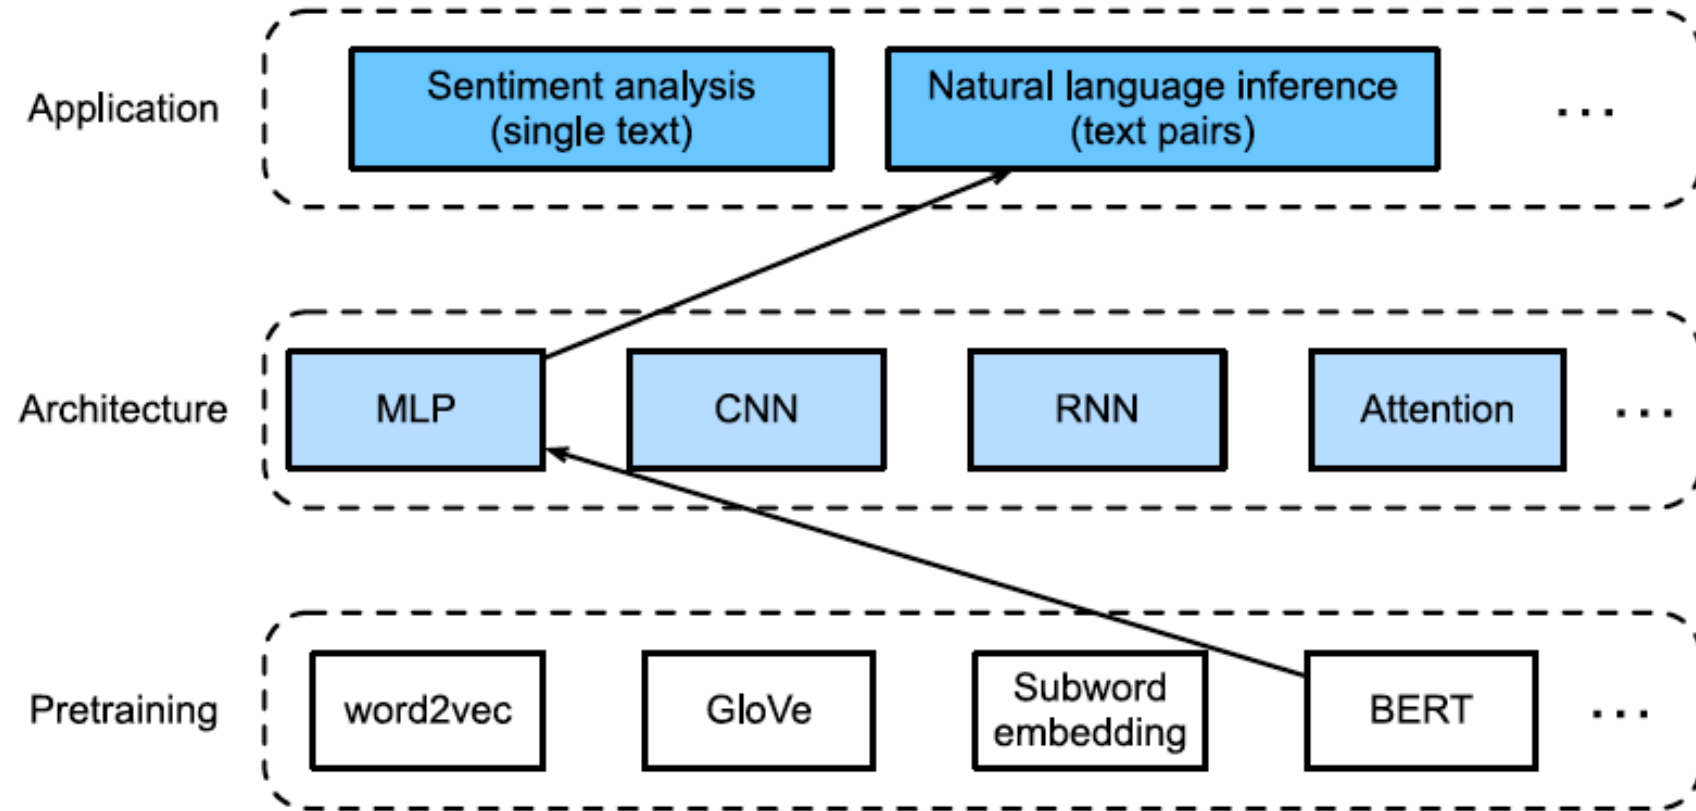 Application
Sentiment analysis
(single text)
Natural language inference
(text pairs)
...
Architecture
MLP
CNN
RNN
Attention
...
Pretraining
word2vec
GloVe
Subword
embedding
BERT
...